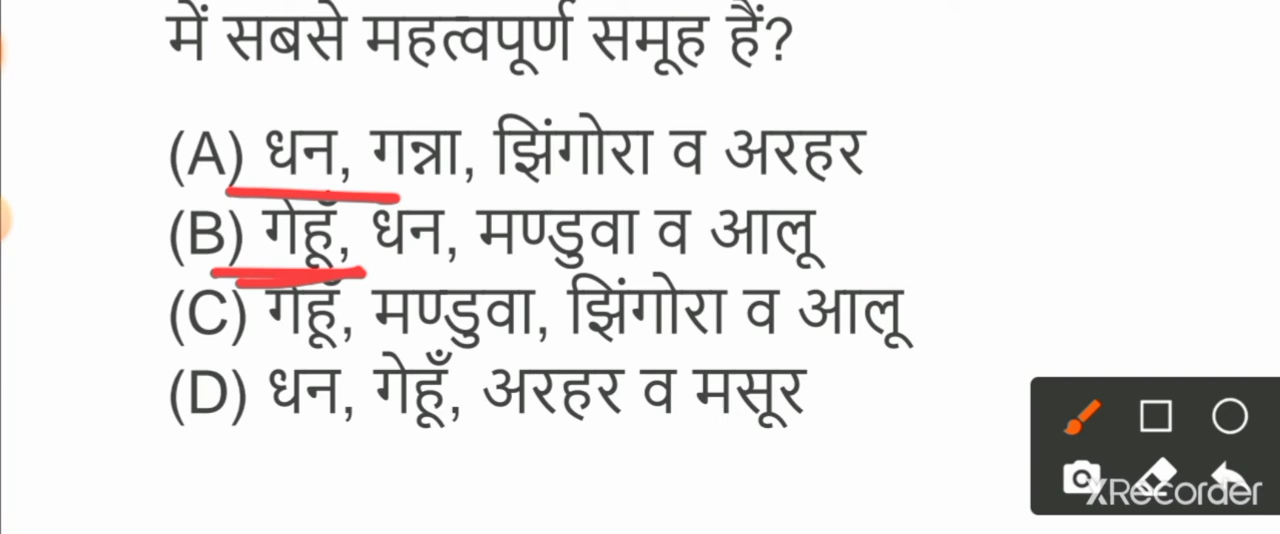 में सबसे महत्वपूर्ण समूह हैं?
(A) धन, गन्ना, झिंगोरा व अरहर
(B) गेहूँ, धन, मण्डुवा व आलू
(C) गेहूँ, मण्डुवा, झिंगोरा व आलू
(D) धन, गेहूँ, अरहर व मसूर
XRecorder